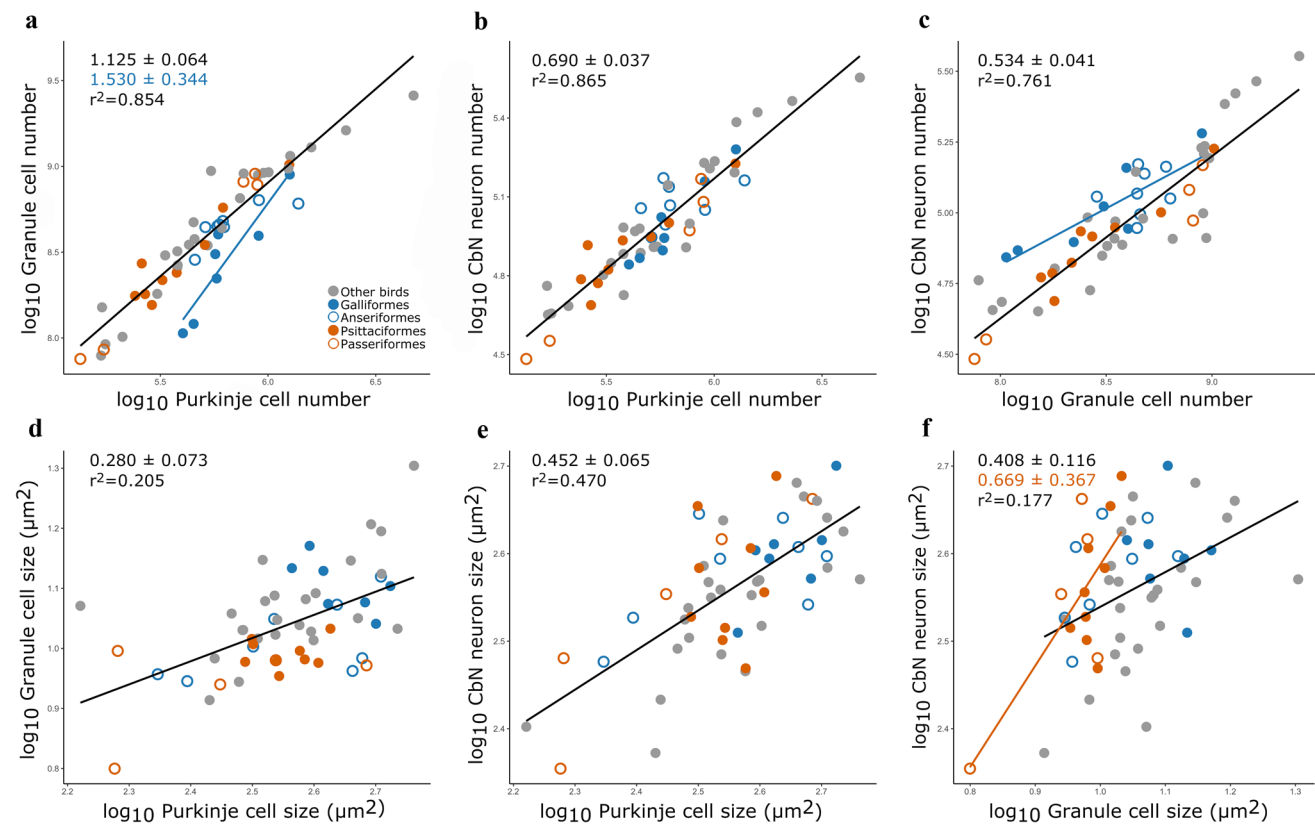 a
1.125 ± 0.064
1.530 ± 0.344
r²=0.854
9.5
9.0
8.5
8.0
5.5
6.0
6.5
log10 Granule cell number
log10 Purkinje cell number
Other birds
Galliformes
Anseriformes
Psittaciformes
Passeriformes
b
0.690 ± 0.037
r²=0.865
5.4
5.1
4.8
4.5
5.5
6.0
6.5
log10 CbN neuron number
log10 Purkinje cell number
c
0.534 ± 0.041
r²=0.761
5.50
5.25
5.00
4.75
4.50
8.0
8.5
9.0
log10 CbN neuron number
log10 Granule cell number
d
0.280 ± 0.073
r²=0.205
1.3
1.2
1.1
1.0
0.9
0.8
2.2
2.3
2.4
2.5
2.6
2.7
log10 Granule cell size (μm²)
log10 Purkinje cell size (μm²)
e
0.452 ± 0.065
r²=0.470
2.7
2.6
2.5
2.4
2.2
2.3
2.4
2.5
2.6
2.7
log10 CbN neuron size (μm²)
log10 Purkinje cell size (μm²)
f
0.408 ± 0.116
0.669 ± 0.367
r²=0.177
2.7
2.6
2.5
2.4
0.8
0.9
1.0
1.1
1.2
1.3
log10 CbN neuron size (μm²)
log10 Granule cell size (μm²)